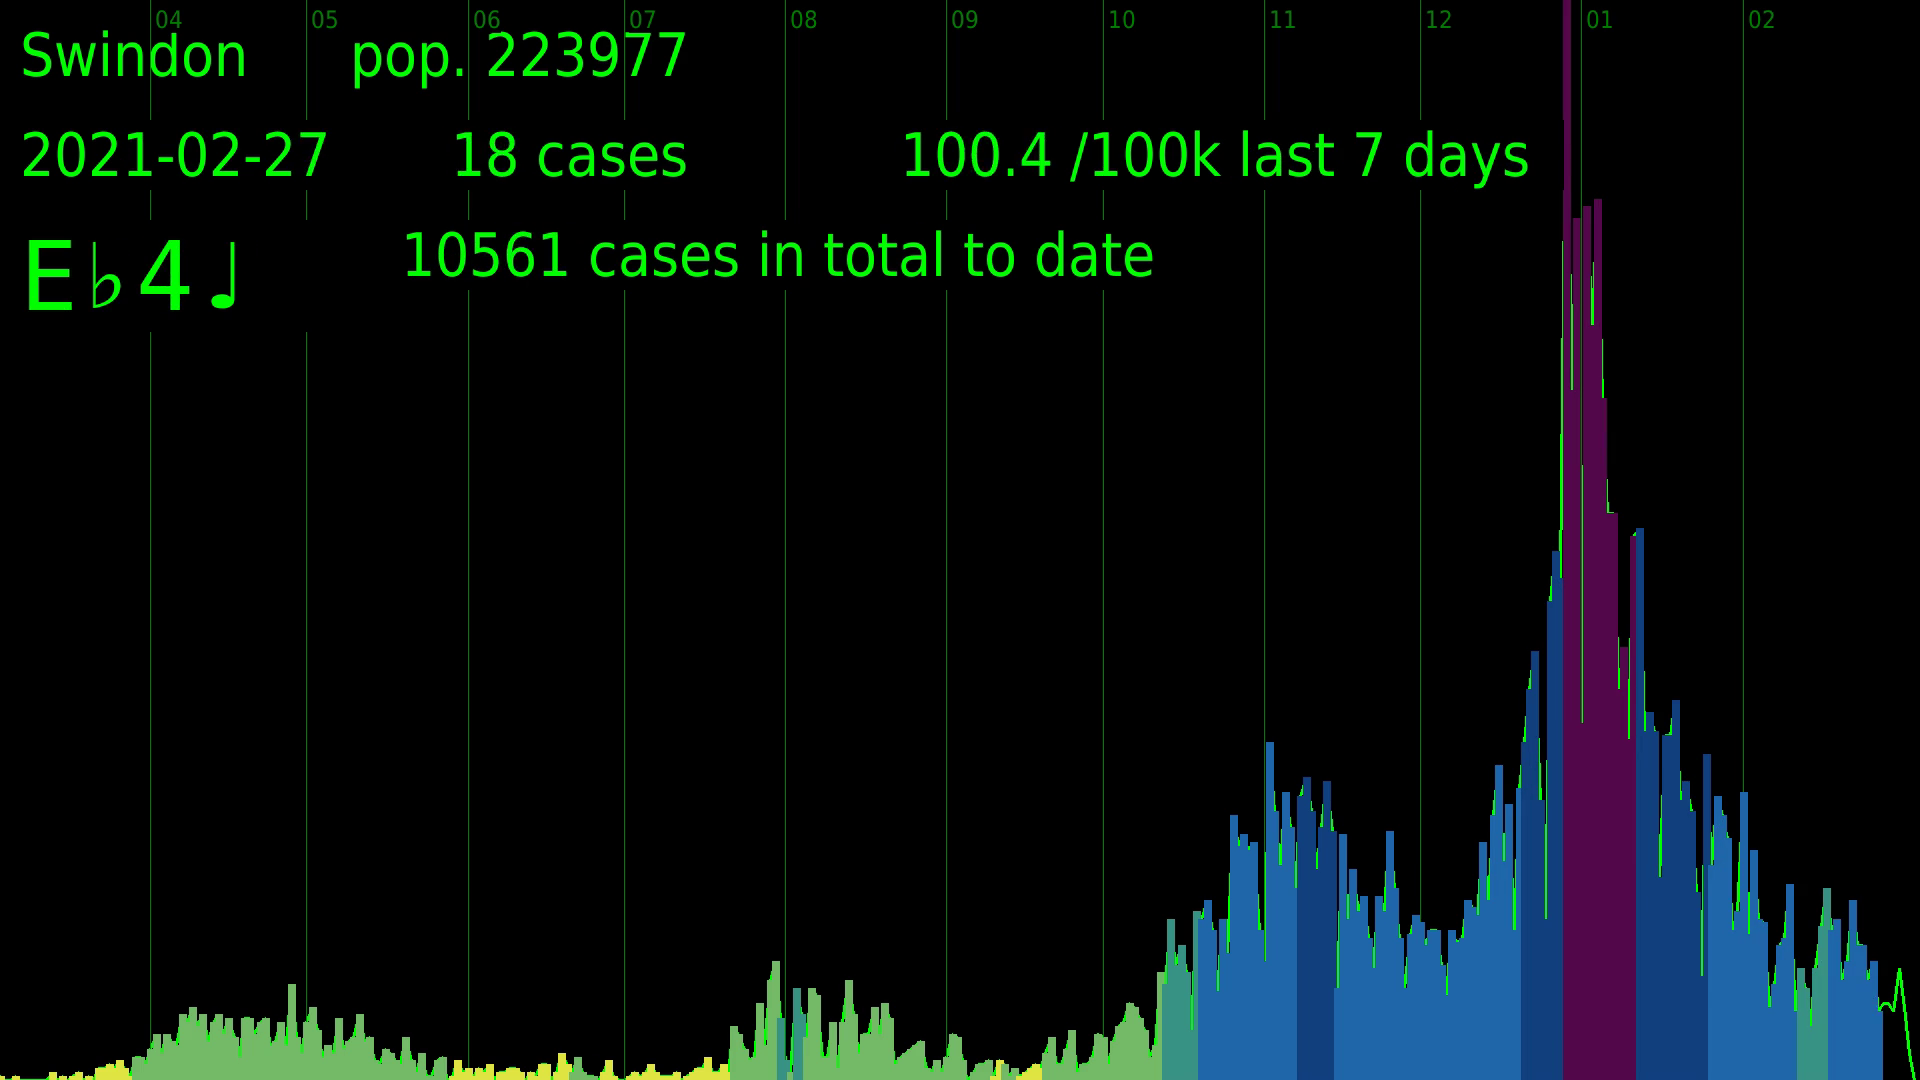 04 05 06 07 08 09 10 11 12 01 02
Swindon pop. 223977
2021-02-27 18 cases 100.4 /100k last 7 days
E♭4♩ 10561 cases in total to date